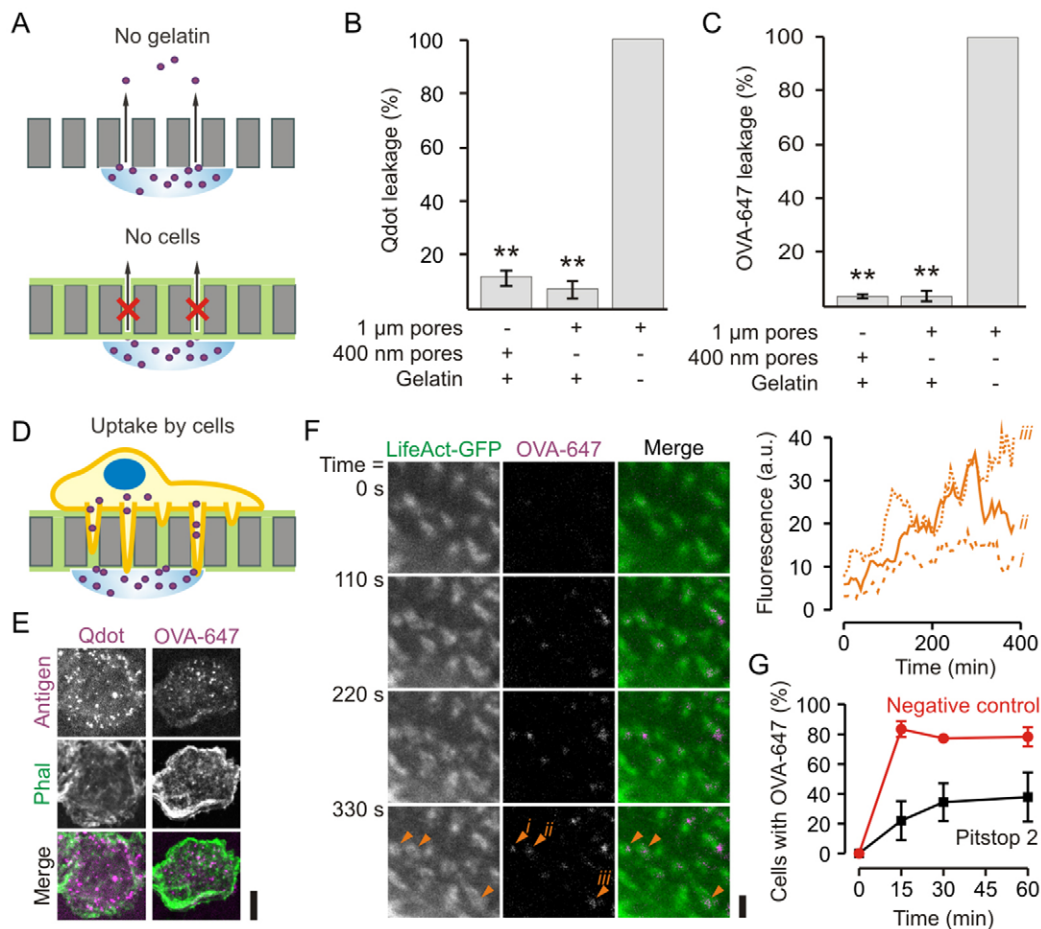 A
No gelatin
No cells
B
Qdot leakage (%)
100
80
60
40
20
** **
1 µm pores - + +
400 nm pores + - -
Gelatin + + -
C
OVA-647 leakage (%)
100
80
60
40
20
** **
1 µm pores - + +
400 nm pores + - -
Gelatin + + -
D
Uptake by cells
E
Qdot OVA-647
Antigen
Phal
Merge
F
LifeAct-GFP OVA-647 Merge
Time =
0 s
110 s
220 s
330 s
i
ii
iii
Fluorescence (a.u.)
40
30
20
10
0
iii
ii
i
0 200 400
Time (min)
G
Cells with OVA-647 (%)
100
80
60
40
20
0
Negative control
Pitstop 2
0 15 30 45 60
Time (min)